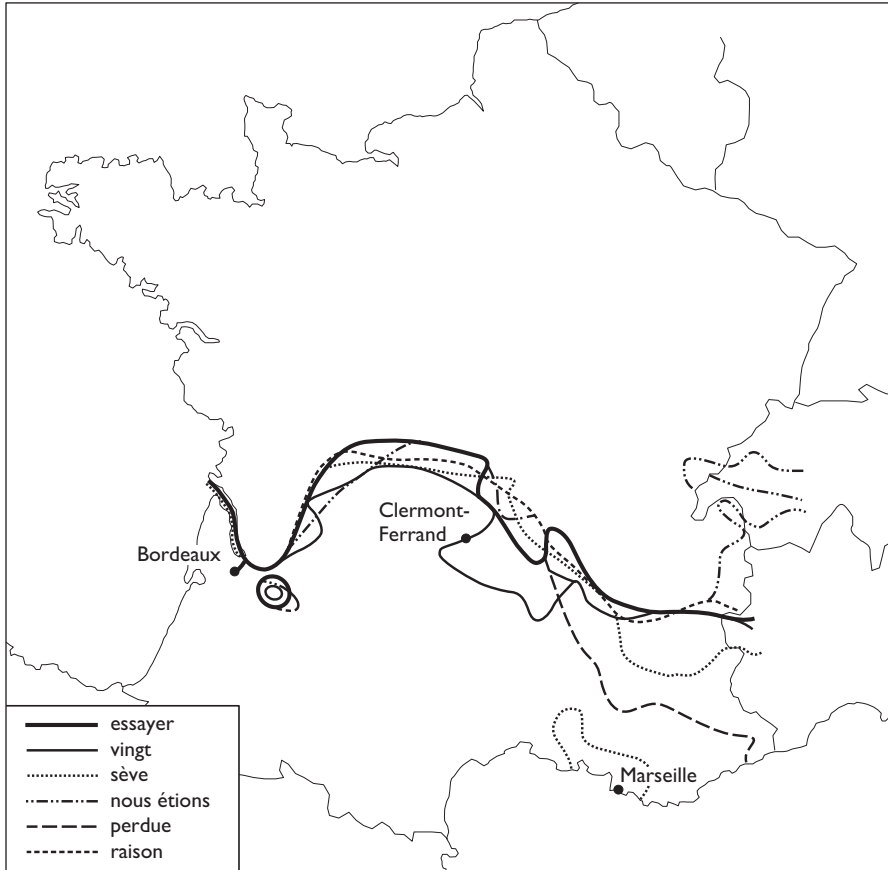 Clermont-
Ferrand
Bordeaux
Marseille
essayer
vingt
sève
nous étions
perdue
raison